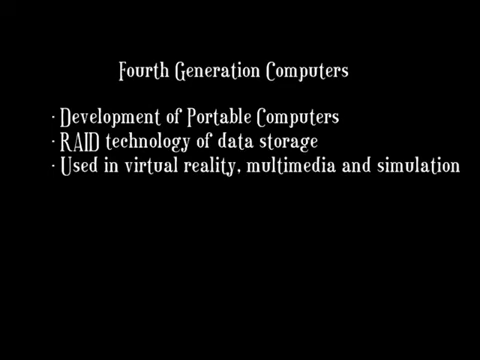 Fourth Generation Computers
· Development of Portable Computers
· RAID technology of data storage
· Used in virtual reality, multimedia and simulation